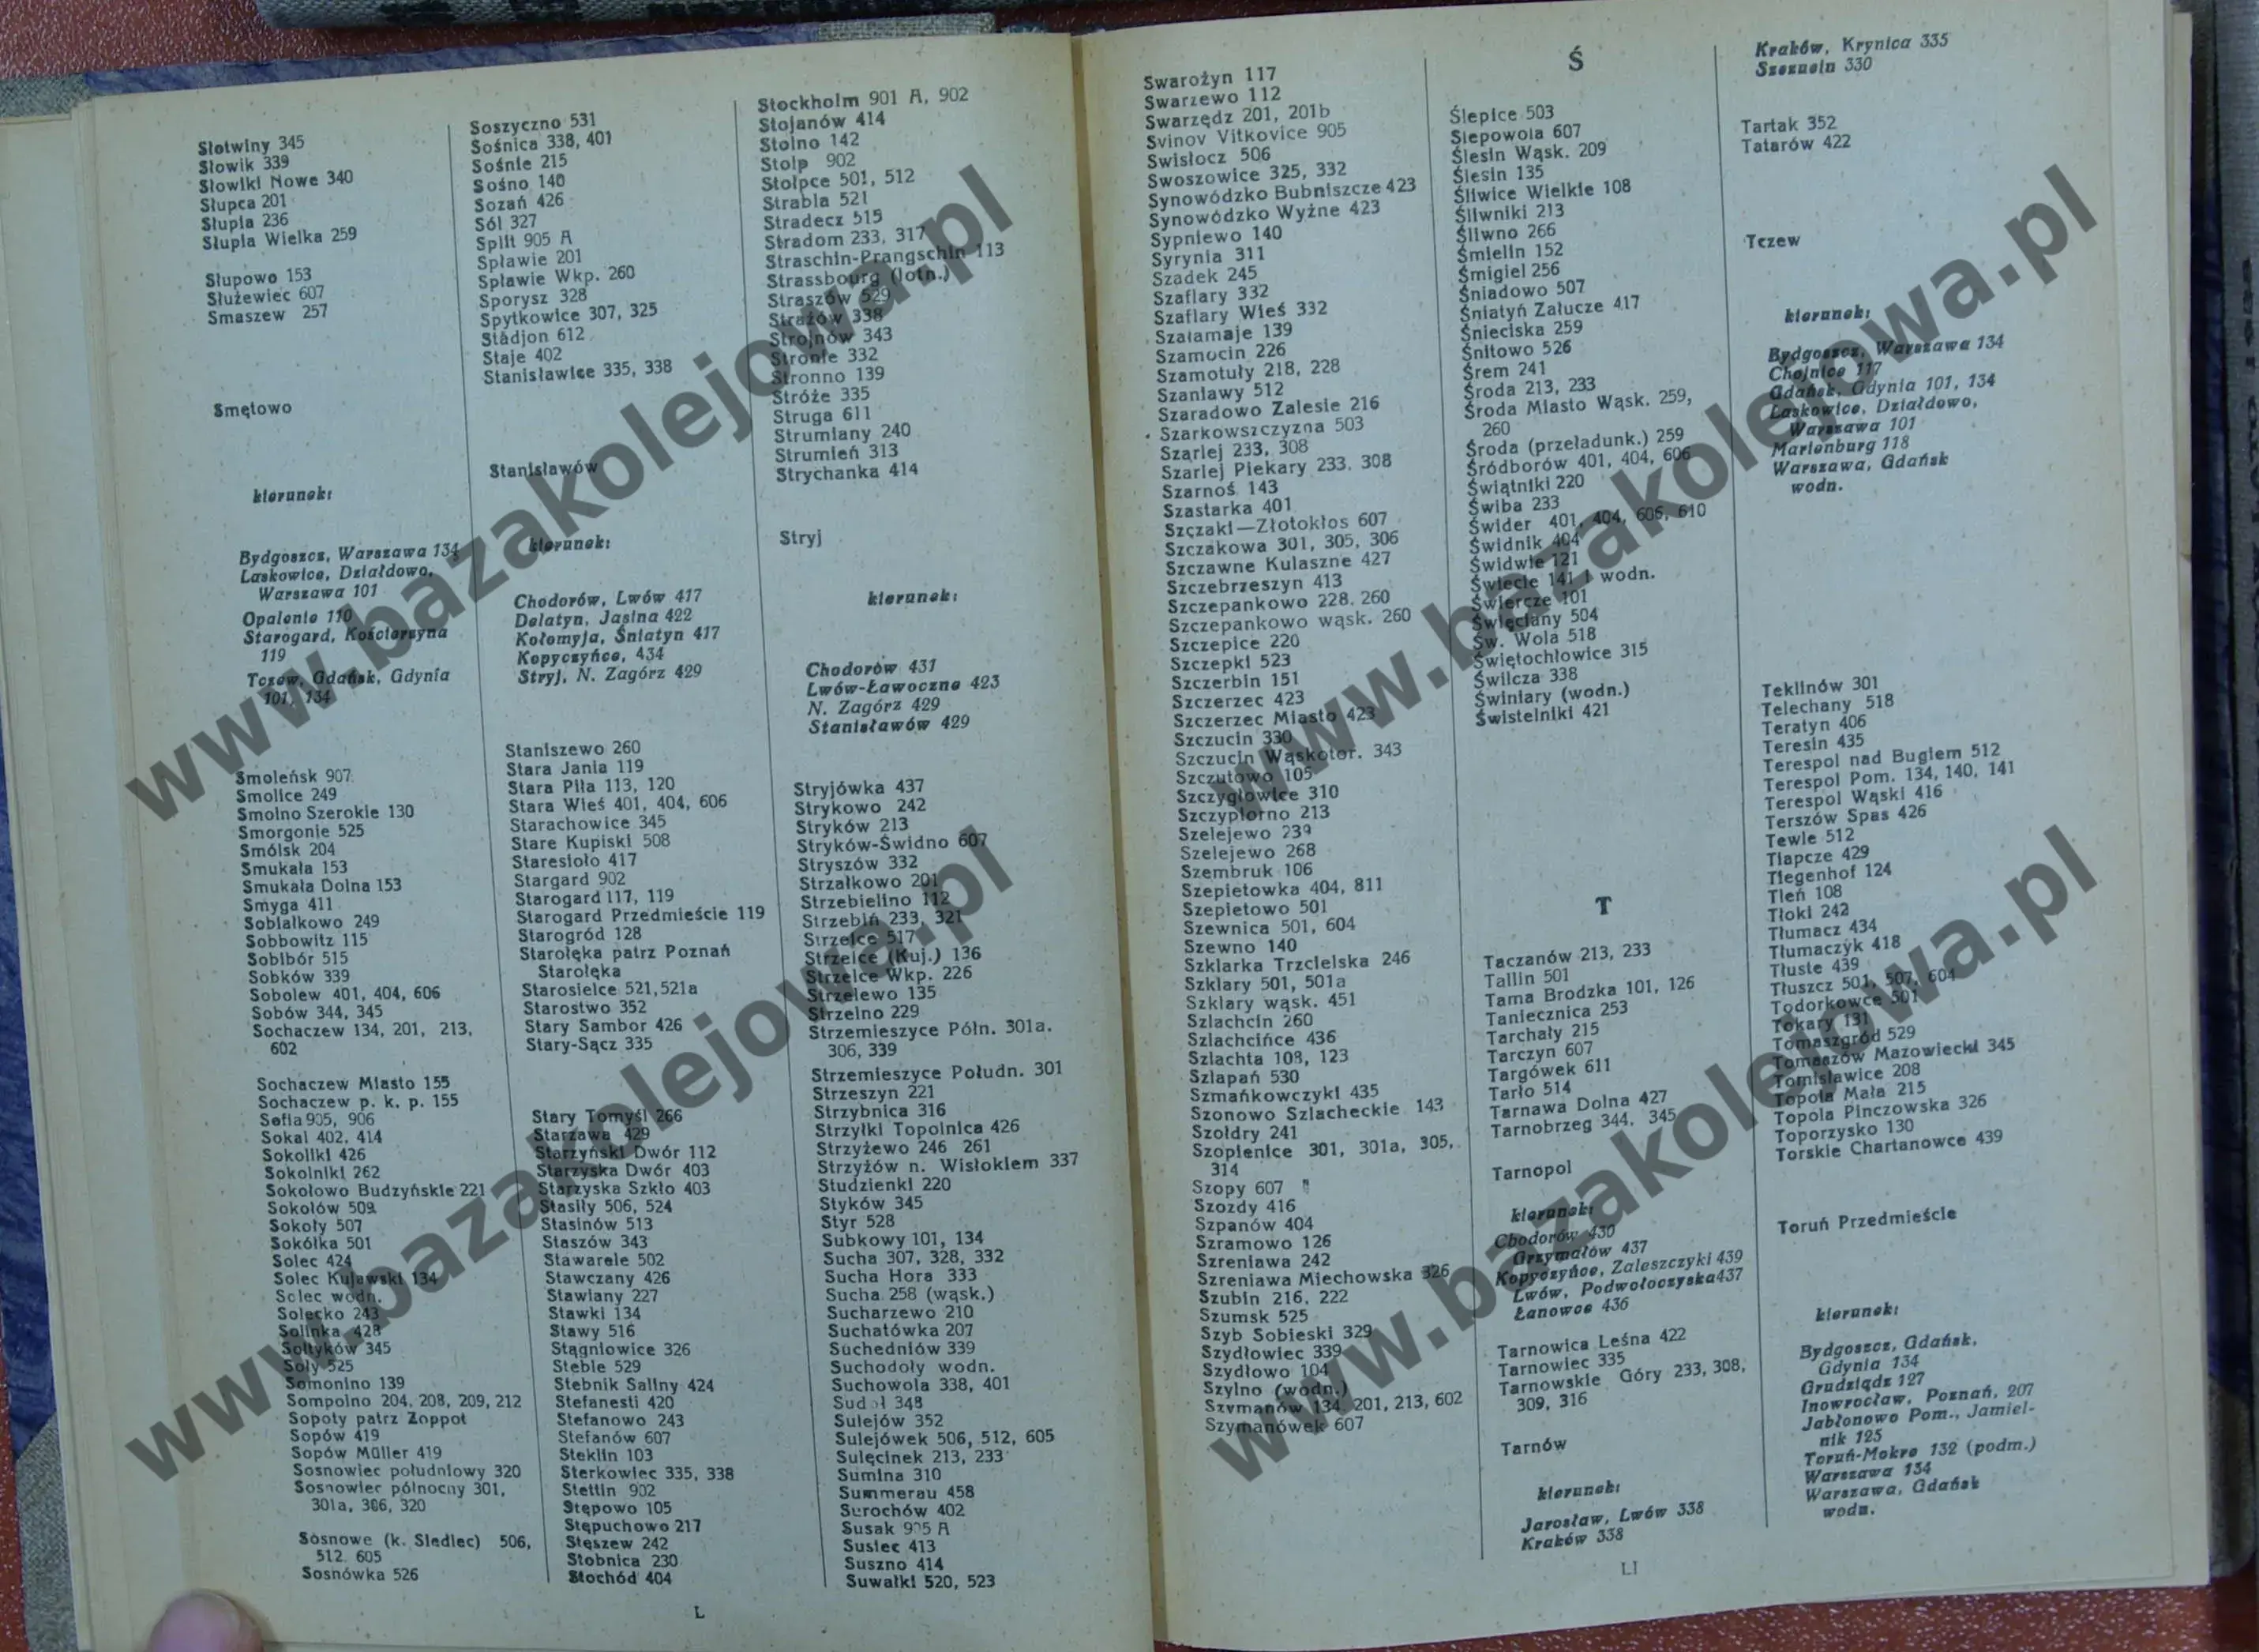 Słotwiny 345
Słowik 339
Słowiki Nowe 340
Słupca 201
Słupia 236
Słupia Wielka 259
Słupowo 153
Służewiec 607
Smaszew 257
Smętowo
kierunek:
Bydgoszcz, Warszawa 134
Laskowice, Działdowo,
Warszawa 101
Opalenie 110
Starogard, Kościerzyna
119
Tczew, Gdańsk, Gdynia
101, 134
Smoleńsk 907
Smolice 249
Smolno Szerokie 130
Smorgonie 525
Smólsk 204
Smukała 153
Smukała Dolna 153
Smyga 411
Sobiałkowo 249
Sobbowitz 115
Sobibór 515
Sobków 339
Sobolew 401, 404, 606
Sobów 344, 345
Sochaczew 134, 201, 213,
602
Sochaczew Miasto 155
Sochaczew p. k. p. 155
Sofia 905, 906
Sokal 402, 414
Sokoliki 426
Sokolniki 262
Sokołowo Budzyńskie 221
Sokołów 509
Sokoły 507
Sokółka 501
Solec 424
Solec Kujawski 134
Solec wodn.
Solecko 243
Solinka 428
Sołtyków 345
Soły 525
Somonino 139
Sompolno 204, 208, 209, 212
Sopoty patrz Zoppot
Sopów 419
Sopów Müller 419
Sosnowiec południowy 320
Sosnowiec północny 301,
301a, 306, 320
Sosnowe (k. Siedlec) 506,
512, 605
Sosnówka 526
Soszyczno 531
Sośnica 338, 401
Sośnie 215
Sośno 140
Sozań 426
Sól 327
Split 905 A
Spławie 201
Spławie Wkp. 260
Sporysz 328
Spytkowice 307, 325
Stadjon 612
Staje 402
Stanisławice 335, 338
Stanisławów
kierunek:
Chodorów, Lwów 417
Delatyn, Jasina 422
Kołomyja, Śniatyn 417
Kopyczyńce, 434
Stryj, N. Zagórz 429
Staniszewo 260
Stara Jania 119
Stara Piła 113, 120
Stara Wieś 401, 404, 606
Starachowice 345
Stare Kupiski 508
Staresioło 417
Stargard 902
Starogard 117, 119
Starogard Przedmieście 119
Starogród 128
Starołęka patrz Poznań
Starołęka
Starosielce 521, 521a
Starostwo 352
Stary Sambor 426
Stary-Sącz 335
Stary Tomyśl 266
Starzawa 429
Starzyński Dwór 112
Starzyska Dwór 403
Starzyska Szkło 403
Stasiły 506, 524
Stasinów 513
Staszów 343
Stawarele 502
Stawczany 426
Stawiany 227
Stawki 134
Stawy 516
Stągniowice 326
Steble 529
Stebnik Saliny 424
Stefanesti 420
Stefanowo 243
Stefanów 607
Steklin 103
Sterkowiec 335, 338
Stettin 902
Stępowo 105
Stępuchowo 217
Stęszew 242
Stobnica 230
Stochód 404
Stockholm 901 A, 902
Stojanów 414
Stolno 142
Stolp 902
Stołpce 501, 512
Strabla 521
Stradecz 515
Stradom 233, 317
Straschin-Prangschin 113
Strassbourg (lotn.)
Straszów 529
Strażów 338
Strojnów 343
Stronie 332
Stronno 139
Stróże 335
Struga 611
Strumiany 240
Strumień 313
Strychanka 414
Stryj
kierunek:
Chodorów 431
Lwów-Ławoczne 423
N. Zagórz 429
Stanisławów 429
Stryjówka 437
Strykowo 242
Stryków 213
Stryków-Świdno 607
Stryszów 332
Strzałkowo 201
Strzebielino 112
Strzebiń 233, 321
Strzelce 517
Strzelce (Kuj.) 136
Strzelce Wkp. 226
Strzelewo 135
Strzelno 229
Strzemieszyce Półn. 301a,
306, 339
Strzemieszyce Połudn. 301
Strzeszyn 221
Strzybnica 316
Strzyłki Topolnica 426
Strzyżewo 246 261
Strzyżów n. Wisłokiem 337
Studzienki 220
Styków 345
Styr 528
Subkowy 101, 134
Sucha 307, 328, 332
Sucha Hora 333
Sucha 258 (wąsk.)
Sucharzewo 210
Suchatówka 207
Suchedniów 339
Suchodoły wodn.
Suchowola 338, 401
Sudół 348
Sulejów 352
Sulejówek 506, 512, 605
Sulęcinek 213, 233
Sumina 310
Summerau 458
Surochów 402
Susak 905 A
Susiec 413
Suszno 414
Suwałki 520, 523
L
Swarożyn 117
Swarzewo 112
Swarzędz 201, 201b
Svinov Vitkovice 905
Swisłocz 506
Swoszowice 325, 332
Synowódzko Bubniszcze 423
Synowódzko Wyżne 423
Sypniewo 140
Syrynia 311
Szadek 245
Szaflary 332
Szaflary Wieś 332
Szałamaje 139
Szamocin 226
Szamotuły 218, 228
Szaniawy 512
Szaradowo Zalesie 216
Szarkowszczyzna 503
Szarlej 233, 308
Szarlej Piekary 233, 308
Szarnoś 143
Szastarka 401
Szczaki—Złotokłos 607
Szczakowa 301, 305, 306
Szczawne Kulaszne 427
Szczebrzeszyn 413
Szczepankowo 228, 260
Szczepankowo wąsk. 260
Szczepice 220
Szczepki 523
Szczerbin 151
Szczerzec 423
Szczerzec Miasto 423
Szczucin 330
Szczucin Wąskotor. 343
Szczutowo 105
Szczygłowice 310
Szczypiorno 213
Szelejewo 239
Szelejewo 268
Szembruk 106
Szepietowka 404, 811
Szepietowo 501
Szewnica 501, 604
Szewno 140
Szklarka Trzcielska 246
Szklary 501, 501a
Szklary wąsk. 451
Szlachcin 260
Szlachcińce 436
Szlachta 108, 123
Szlapań 530
Szmańkowczyki 435
Szonowo Szlacheckie 143
Szołdry 241
Szopienice 301, 301a, 305,
314
Szopy 607
Szozdy 416
Szpanów 404
Szramowo 126
Szreniawa 242
Szreniawa Miechowska 326
Szubin 216, 222
Szumsk 525
Szyb Sobieski 329
Szydłowiec 339
Szydłowo 104
Szylno (wodn.)
Szymanów 134, 201, 213, 602
Szymanówek 607
Ś
Ślepice 503
Ślepowola 607
Ślesin Wąsk. 209
Ślesin 135
Śliwice Wielkie 108
Śliwniki 213
Śliwno 266
Śmielin 152
Śmigiel 256
Śniadowo 507
Śniatyń Załucze 417
Śnieciska 259
Śnitowo 526
Śrem 241
Środa 213, 233
Środa Miasto Wąsk. 259,
260
Środa (przeładunk.) 259
Śródborów 401, 404, 606
Świątniki 220
Świba 233
Świder 401, 404, 606, 610
Świdnik 404
Świdwie 121
Świecie 141 i wodn.
Świercze 101
Święciany 504
Św. Wola 518
Świętochłowice 315
Świlcza 338
Świniary (wodn.)
Świstelniki 421
T
Taczanów 213, 233
Tallin 501
Tama Brodzka 101, 126
Taniecznica 253
Tarchały 215
Tarczyn 607
Targówek 611
Tarło 514
Tarnawa Dolna 427
Tarnobrzeg 344, 345
Tarnopol
kierunek:
Chodorów 430
Grzymałów 437
Kopyczyńce, Zaleszczyki 439
Lwów, Podwołoczyska 437
Łanowce 436
Tarnowica Leśna 422
Tarnowiec 335
Tarnowskie Góry 233, 308,
309, 316
Tarnów
kierunek:
Jarosław, Lwów 338
Kraków 338
Kraków, Krynica 335
Szczucin 330
Tartak 352
Tatarów 422
Tczew
kierunek:
Bydgoszcz, Warszawa 134
Chojnice 117
Gdańsk, Gdynia 101, 134
Laskowice, Działdowo,
Warszawa 101
Marienburg 118
Warszawa, Gdańsk
wodn.
Teklinów 301
Telechany 518
Teratyn 406
Teresin 435
Terespol nad Bugiem 512
Terespol Pom. 134, 140, 141
Terespol Wąski 416
Terszów Spas 426
Tewle 512
Tłapcze 429
Tiegenhof 124
Tleń 108
Tłoki 242
Tłumacz 434
Tłumaczyk 418
Tłuste 439
Tłuszcz 501, 507, 604
Todorkowce 501
Tokary 131
Tomaszgród 529
Tomaszów Mazowiecki 345
Tomisławice 208
Topola Mała 215
Topola Pinczowska 326
Toporzysko 130
Torskie Chartanowce 439
Toruń Przedmieście
kierunek:
Bydgoszcz, Gdańsk,
Gdynia 134
Grudziądz 127
Inowrocław, Poznań, 207
Jabłonowo Pom., Jamiel-
nik 125
Toruń-Mokre 132 (podm.)
Warszawa 134
Warszawa, Gdańsk
wodn.
LI
www.bazakolejowa.pl
www.bazakolejowa.pl
www.bazakolejowa.pl
www.bazakolejowa.pl